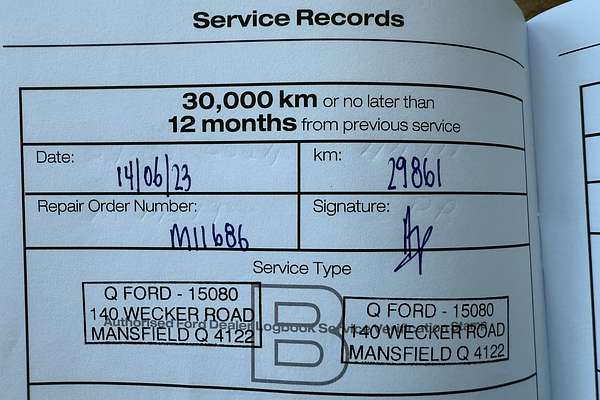 Service Records
30,000 km or no later than
12 months from previous service
Date: 14/06/23
km: 29861
Repair Order Number: M11686
Signature:
Service Type
B
Authorised Ford Dealer Logbook Service Verification Stamp
Q FORD - 15080
140 WECKER ROAD
MANSFIELD Q 4122
Q FORD - 15080
140 WECKER ROAD
MANSFIELD Q 4122